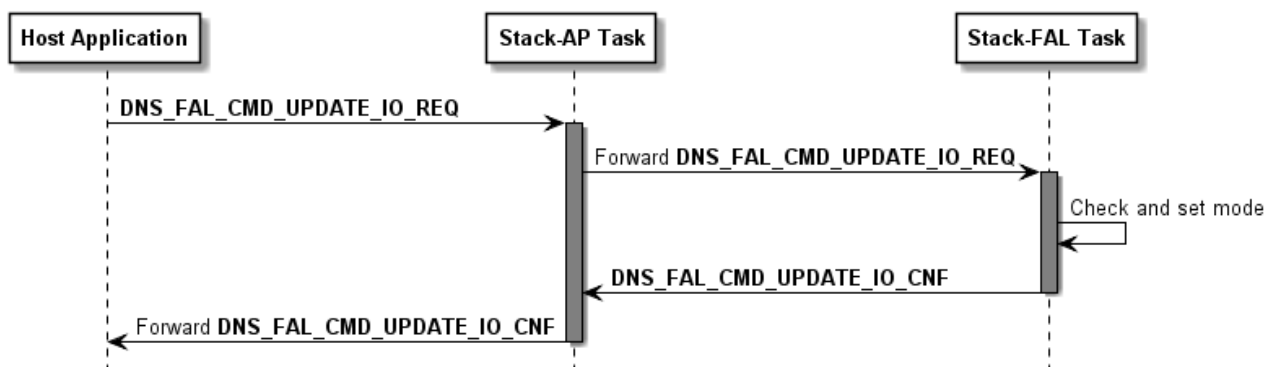 Host Application
Stack-AP Task
Stack-FAL Task
DNS_FAL_CMD_UPDATE_IO_REQ
Forward DNS_FAL_CMD_UPDATE_IO_REQ
Check and set mode
DNS_FAL_CMD_UPDATE_IO_CNF
Forward DNS_FAL_CMD_UPDATE_IO_CNF